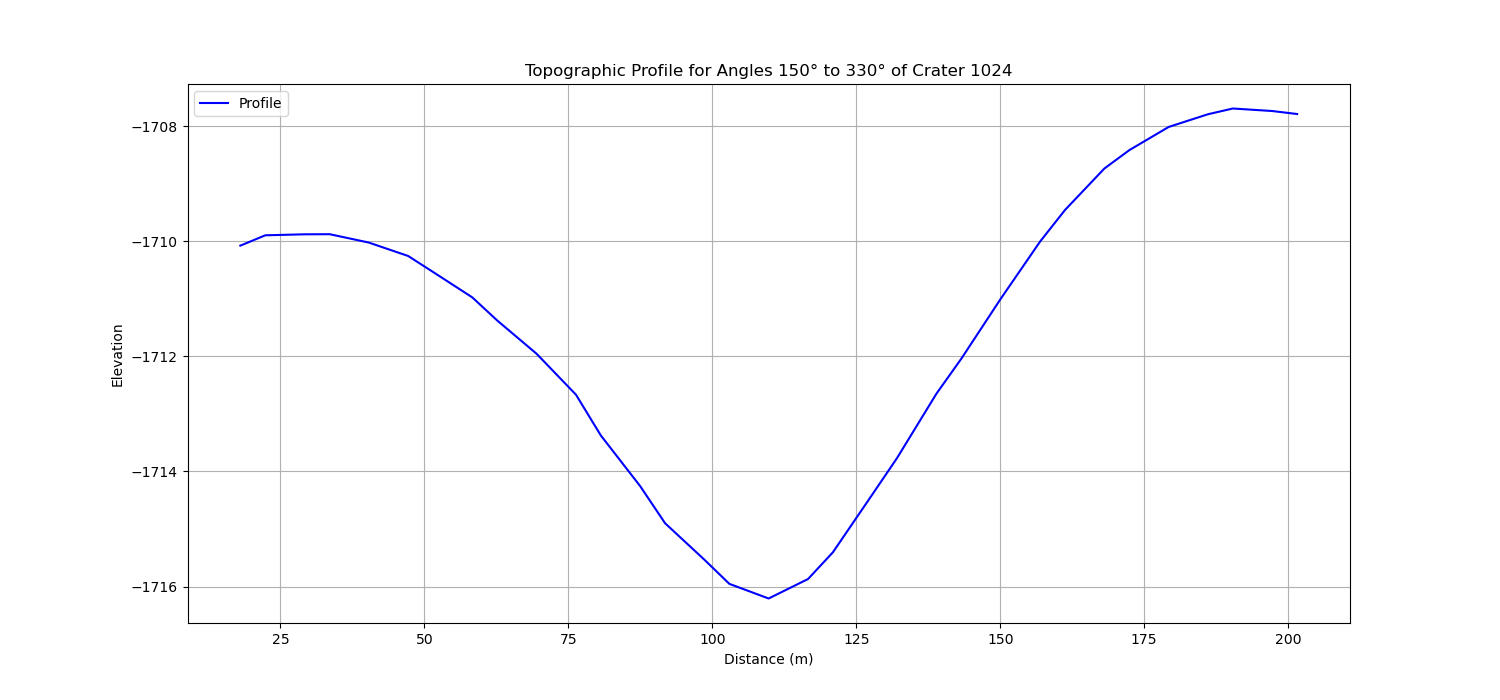 Topographic Profile for Angles 150° to 330° of Crater 1024
Profile
−1708
−1710
−1712
−1714
−1716
Elevation
25 50 75 100 125 150 175 200
Distance (m)